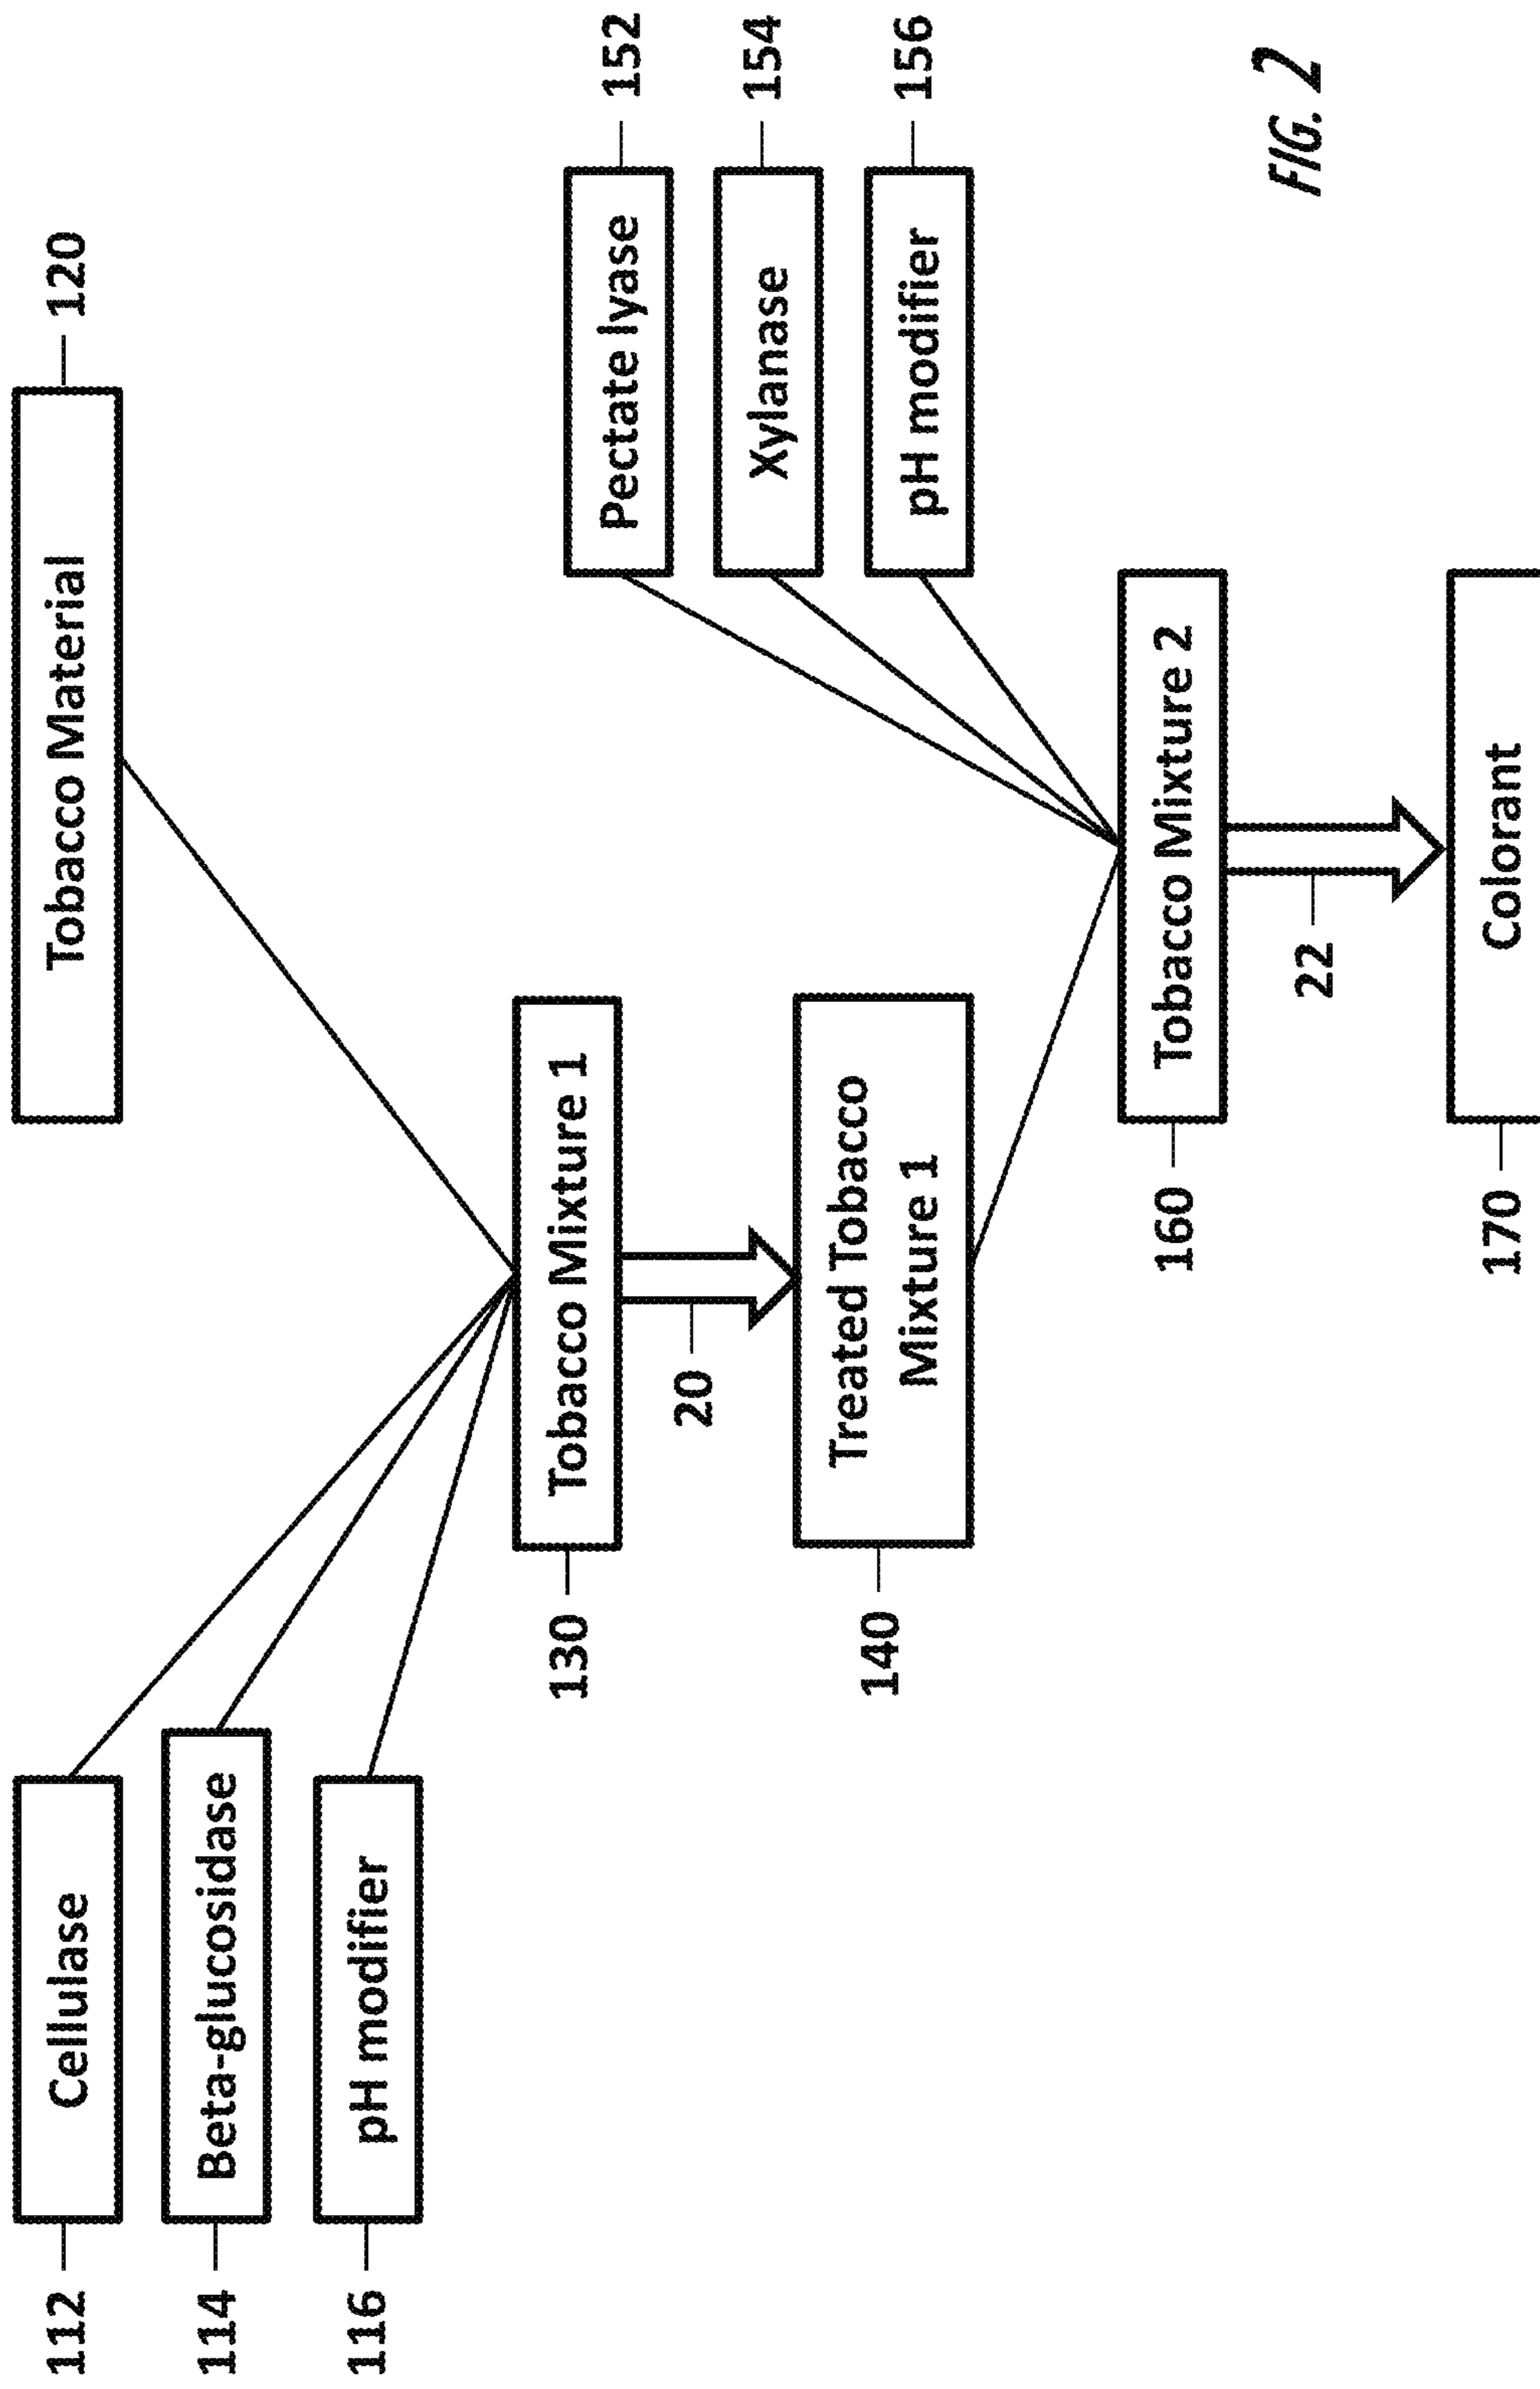 112
Cellulase
Tobacco Material
120
114
Beta-glucosidase
116
pH modifier
130
Tobacco Mixture 1
Pectate lyase
152
20
Xylanase
154
140
Treated Tobacco
Mixture 1
pH modifier
156
160
Tobacco Mixture 2
22
170
Colorant
FIG. 2